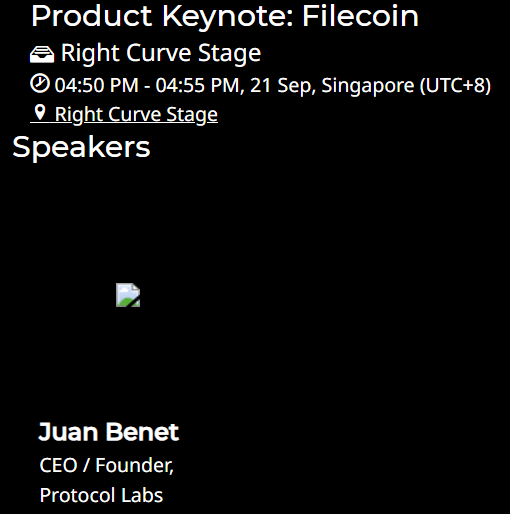 Product Keynote: Filecoin
Right Curve Stage
04:50 PM - 04:55 PM, 21 Sep, Singapore (UTC+8)
Right Curve Stage
Speakers
Juan Benet
CEO / Founder,
Protocol Labs